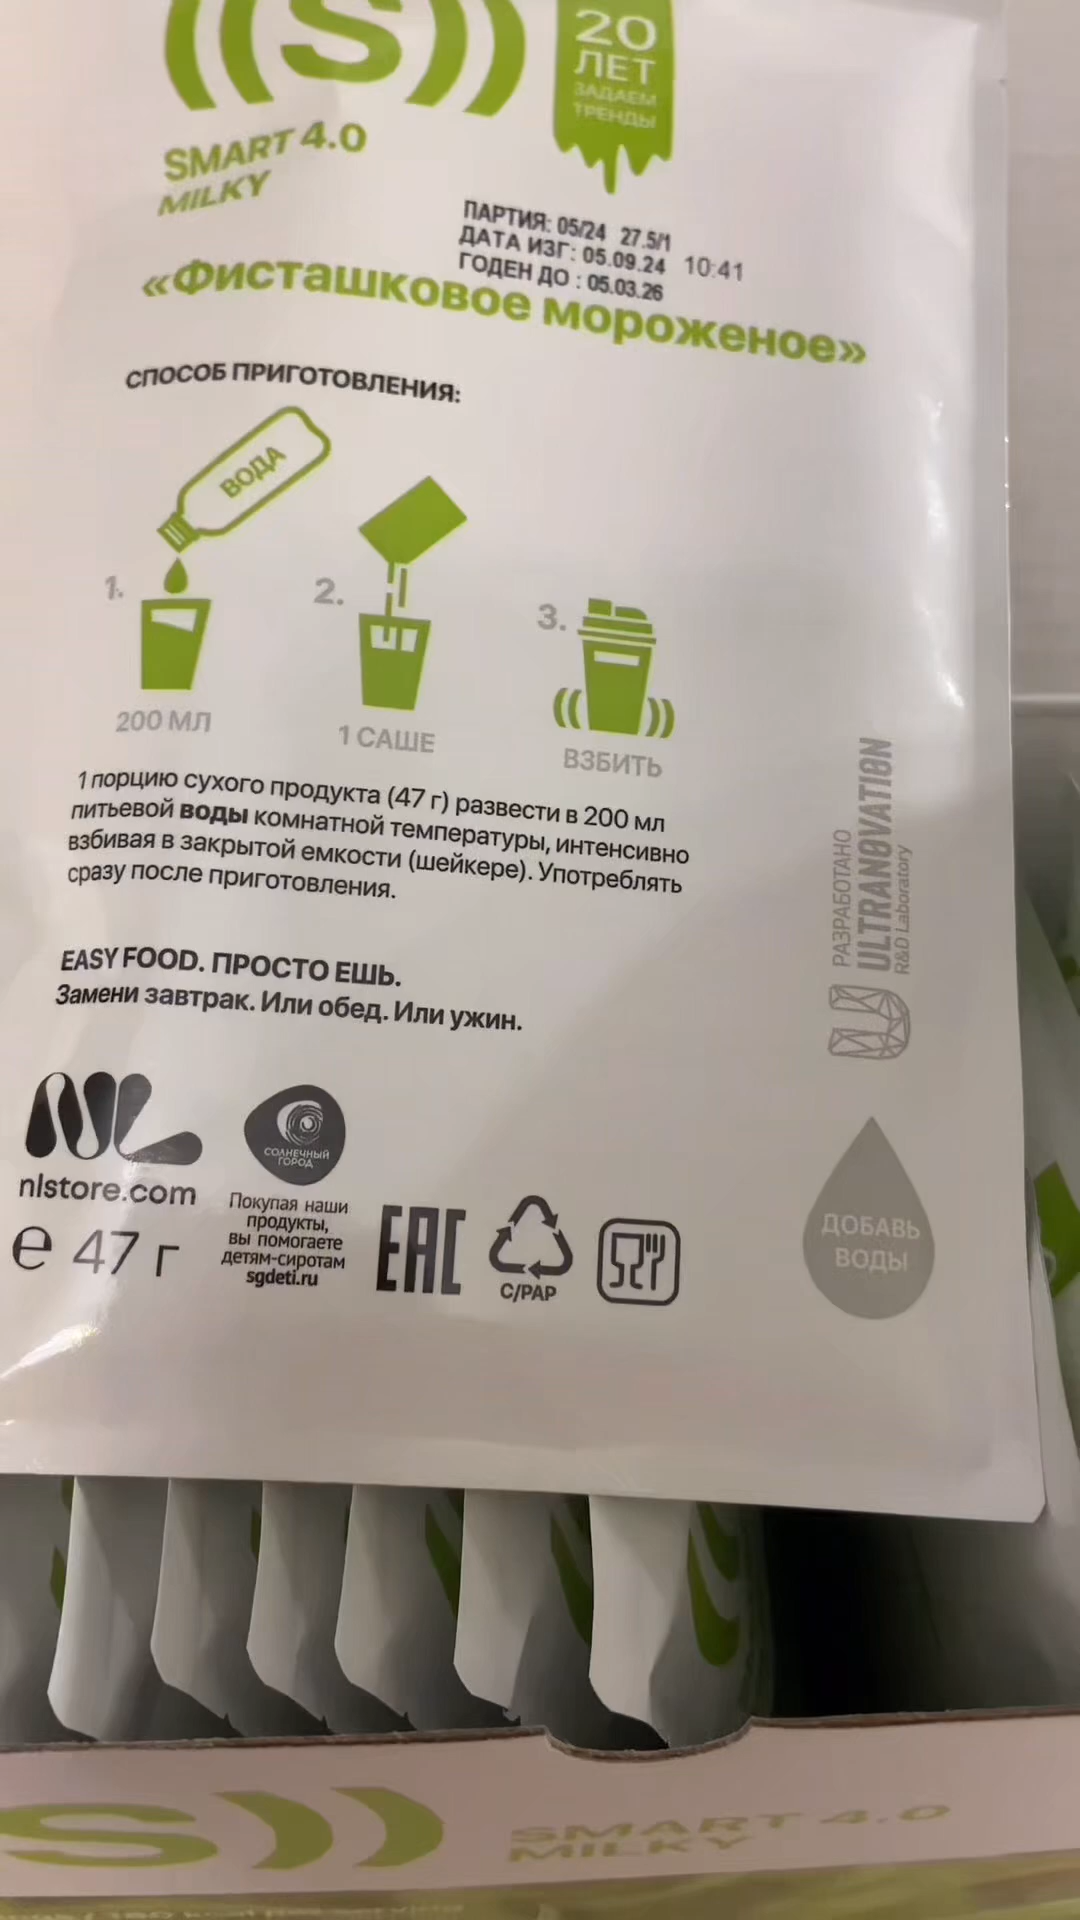 ((S))
20
ЛЕТ
ЗАДАЕМ
ТРЕНДЫ
SMART 4.0
MILKY
ПАРТИЯ: 05/24 27.5/1
ДАТА ИЗГ: 05.09.24 10:41
ГОДЕН ДО : 05.03.26
«Фисташковое мороженое»
СПОСОБ ПРИГОТОВЛЕНИЯ:
ВОДА
1.
2.
3.
200 МЛ
1 САШЕ
ВЗБИТЬ
1 порцию сухого продукта (47 г) развести в 200 мл
питьевой воды комнатной температуры, интенсивно
взбивая в закрытой емкости (шейкере). Употреблять
сразу после приготовления.
РАЗРАБОТАНО
ULTRANOVATION
R&D Laboratory
EASY FOOD. ПРОСТО ЕШЬ.
Замени завтрак. Или обед. Или ужин.
NL
nlstore.com
℮ 47 г
СОЛНЕЧНЫЙ
ГОРОД
Покупая наши
продукты,
вы помогаете
детям-сиротам
sgdeti.ru
EAC
C/PAP
ДОБАВЬ
ВОДЫ
S))
SMART 4.0
MILKY